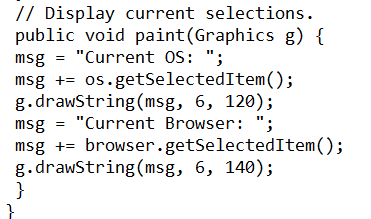 // Display current selections.
public void paint(Graphics g) {
msg = "Current OS: ";
msg += os.getSelectedItem();
g.drawString(msg, 6, 120);
msg = "Current Browser: ";
msg += browser.getSelectedItem();
g.drawString(msg, 6, 140);
}
}